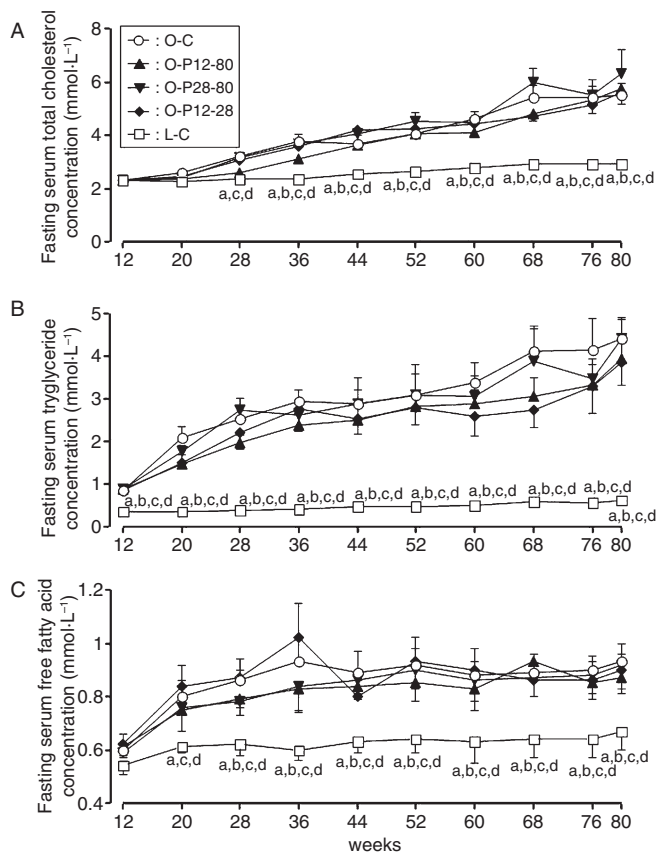 A
Fasting serum total cholesterol
concentration (mmol·L⁻¹)
8
6
4
2
0
: O-C
: O-P12-80
: O-P28-80
: O-P12-28
: L-C
a,c,d a,b,c,d a,b,c,d a,b,c,d a,b,c,d a,b,c,d a,b,c,d a,b,c,d
12 20 28 36 44 52 60 68 76 80
B
Fasting serum tryglyceride
concentration (mmol·L⁻¹)
5
4
3
2
1
0
a,b,c,d a,b,c,d a,b,c,d a,b,c,d a,b,c,d a,b,c,d a,b,c,d a,b,c,d a,b,c,d
a,b,c,d
12 20 28 36 44 52 60 68 76 80
C
Fasting serum free fatty acid
concentration (mmol·L⁻¹)
1.2
1
0.8
0.6
0.4
a,c,d a,b,c,d a,b,c,d a,b,c,d a,b,c,d a,b,c,d a,b,c,d a,b,c,d a,b,c,d
12 20 28 36 44 52 60 68 76 80
weeks